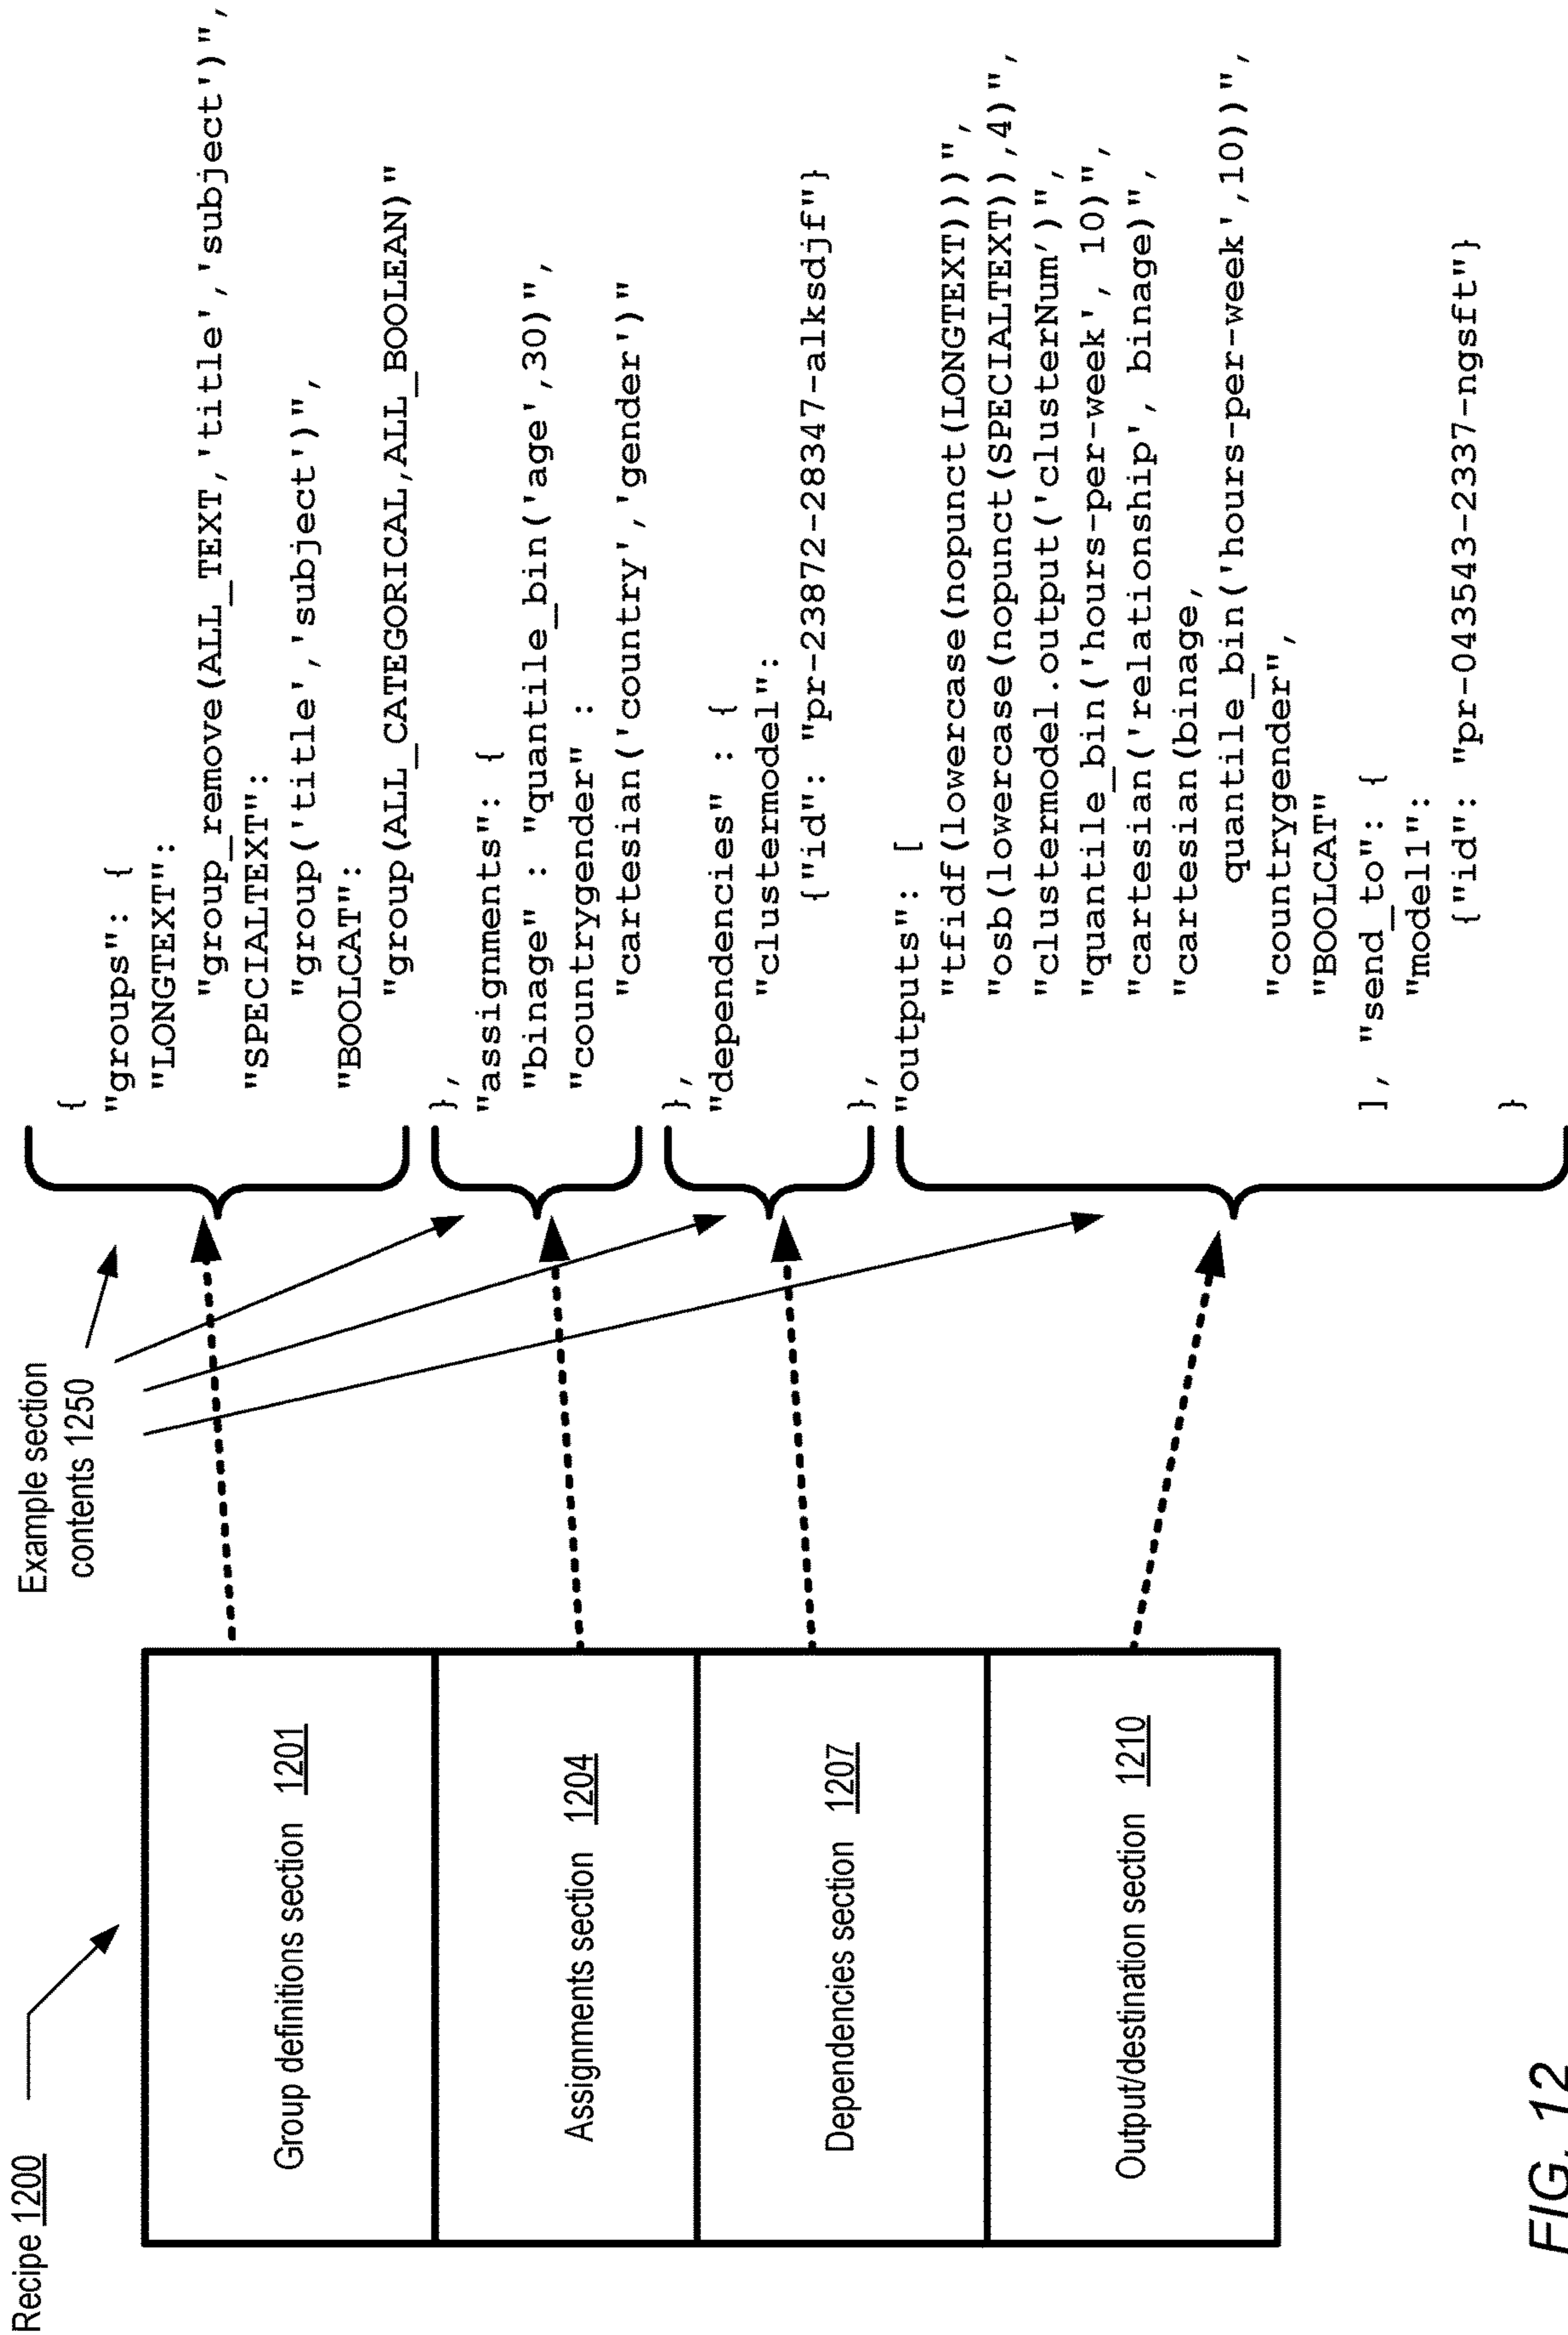 Recipe 1200
Example section
contents 1250
Group definitions section 1201
Assignments section 1204
Dependencies section 1207
Output/destination section 1210
{
"groups": {
"LONGTEXT":
"group_remove(ALL_TEXT,'title','subject')",
"SPECIALTEXT":
"group('title','subject')",
"BOOLCAT":
"group(ALL_CATEGORICAL,ALL_BOOLEAN)"
},
"assignments": {
"binage" : "quantile_bin('age',30)",
"countrygender" :
"cartesian('country','gender')"
},
"dependencies" : {
"clustermodel":
{"id": "pr-23872-28347-alksdjf"}
},
"outputs": [
"tfidf(lowercase(nopunct(LONGTEXT)))",
"osb(lowercase(nopunct(SPECIALTEXT)),4)",
"clustermodel.output('clusterNum')",
"quantile_bin('hours-per-week', 10)",
"cartesian('relationship', binage)",
"cartesian(binage,
quantile_bin('hours-per-week',10))",
"countrygender",
"BOOLCAT"
], "send_to": {
"model1":
{"id": "pr-043543-2337-ngsft"}
}
FIG. 12